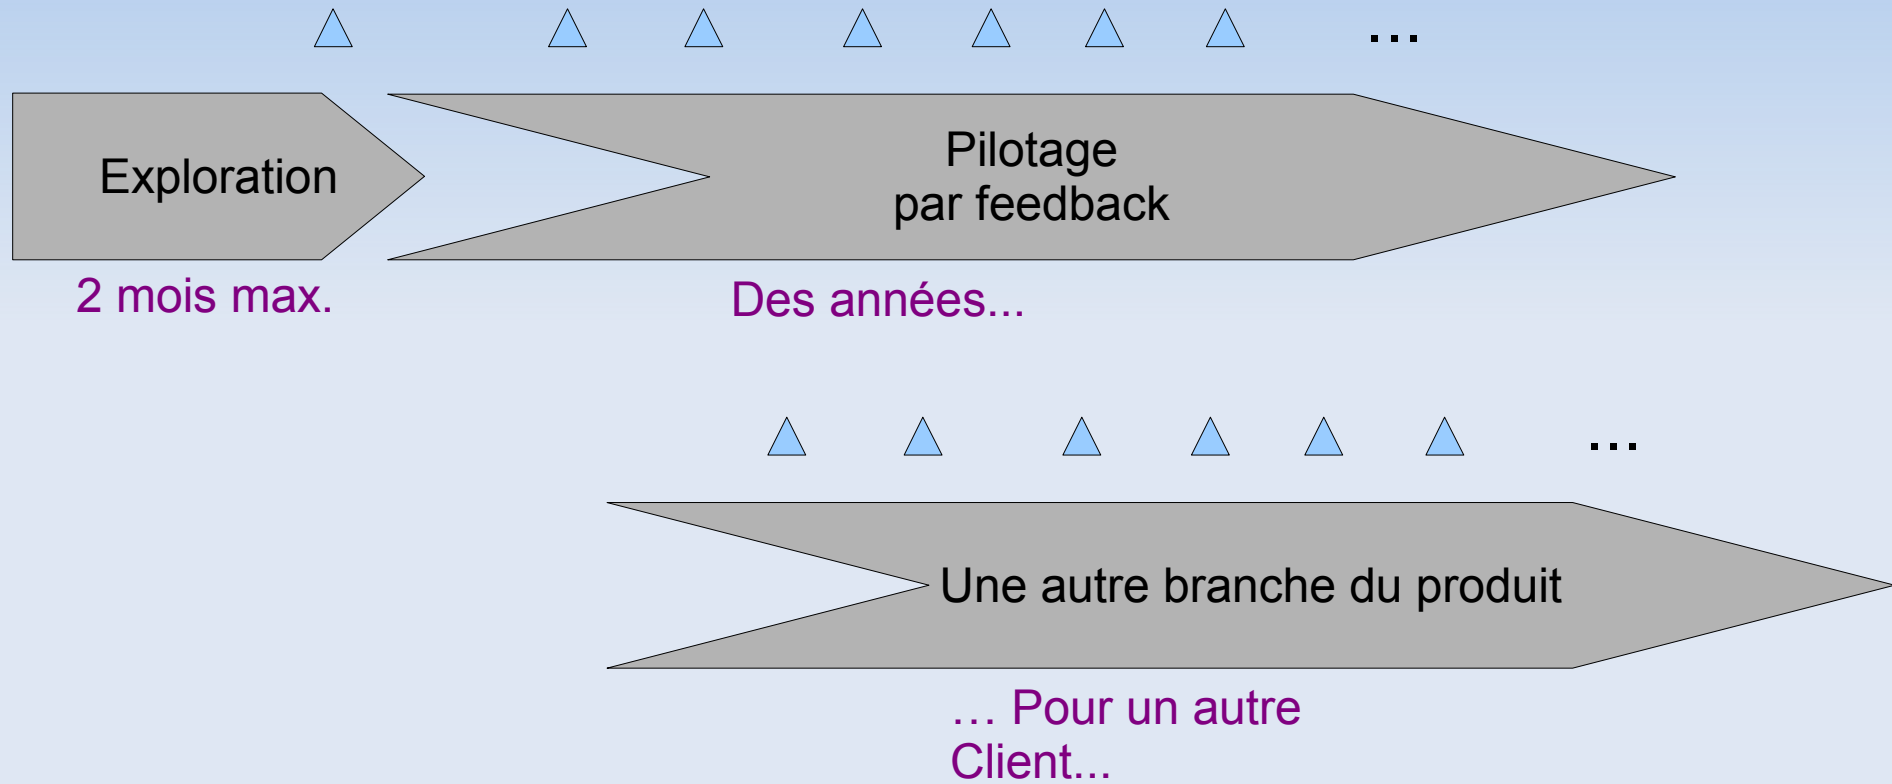 ...
Exploration
Pilotage
par feedback
2 mois max.
Des années...
...
Une autre branche du produit
… Pour un autre
Client...